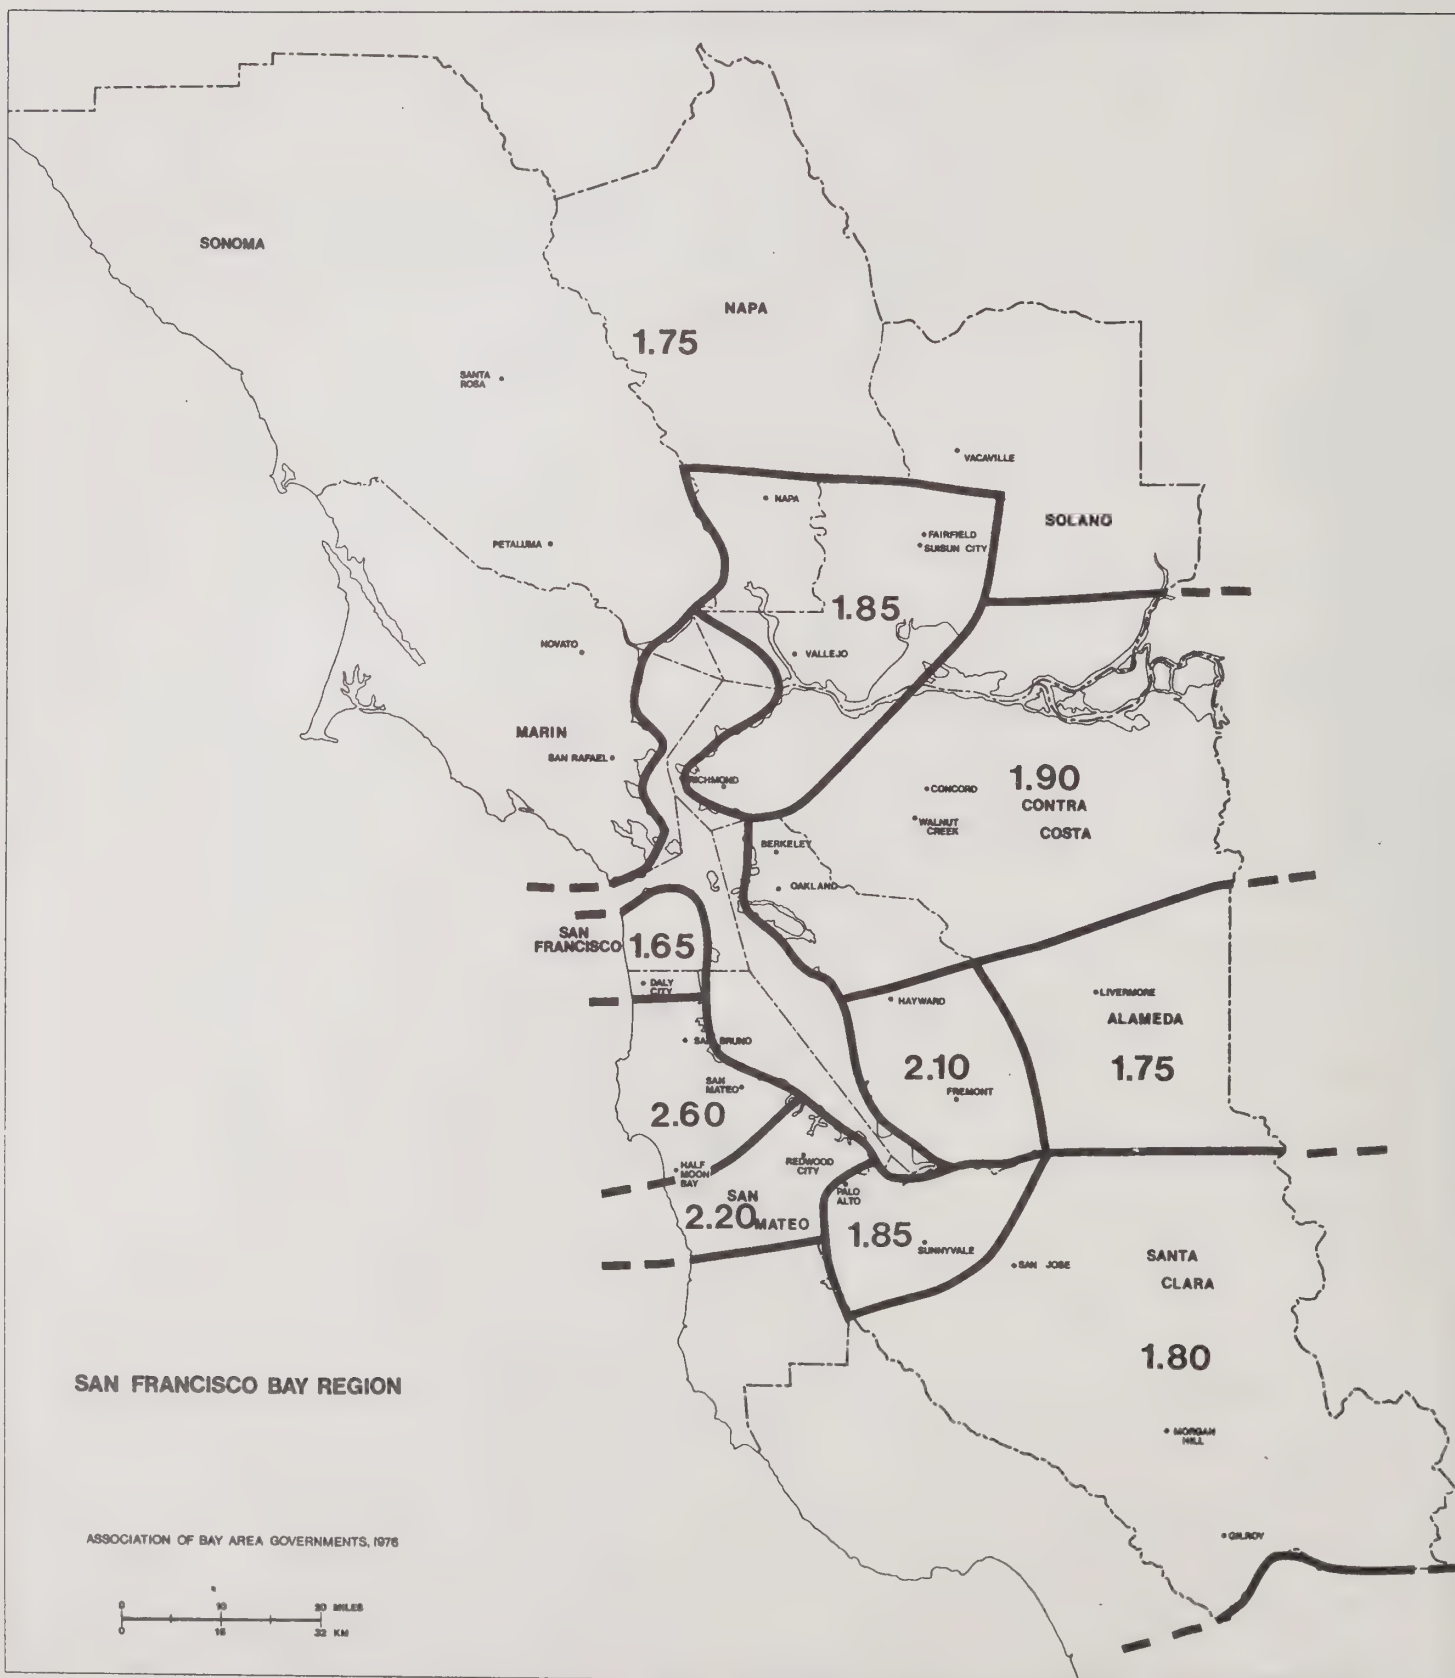 SONOMA
NAPA
1.75
SANTA
ROSA
VACAVILLE
NAPA
SOLANO
FAIRFIELD
SUISUN CITY
PETALUMA
1.85
NOVATO
VALLEJO
MARIN
SAN RAFAEL
RICHMOND
1.90
CONCORD
CONTRA
COSTA
WALNUT
CREEK
BERKELEY
OAKLAND
SAN
FRANCISCO
1.65
DALY
CITY
HAYWARD
LIVERMORE
ALAMEDA
SAN BRUNO
2.10
1.75
SAN
MATEO
FREMONT
2.60
HALF
MOON
BAY
REDWOOD
CITY
SAN
MATEO
2.20
PALO
ALTO
1.85
SUNNYVALE
SAN JOSE
SANTA
CLARA
1.80
SAN FRANCISCO BAY REGION
MORGAN
HILL
GILROY
ASSOCIATION OF BAY AREA GOVERNMENTS, 1976
0 10 20 MILES
0 16 32 KM